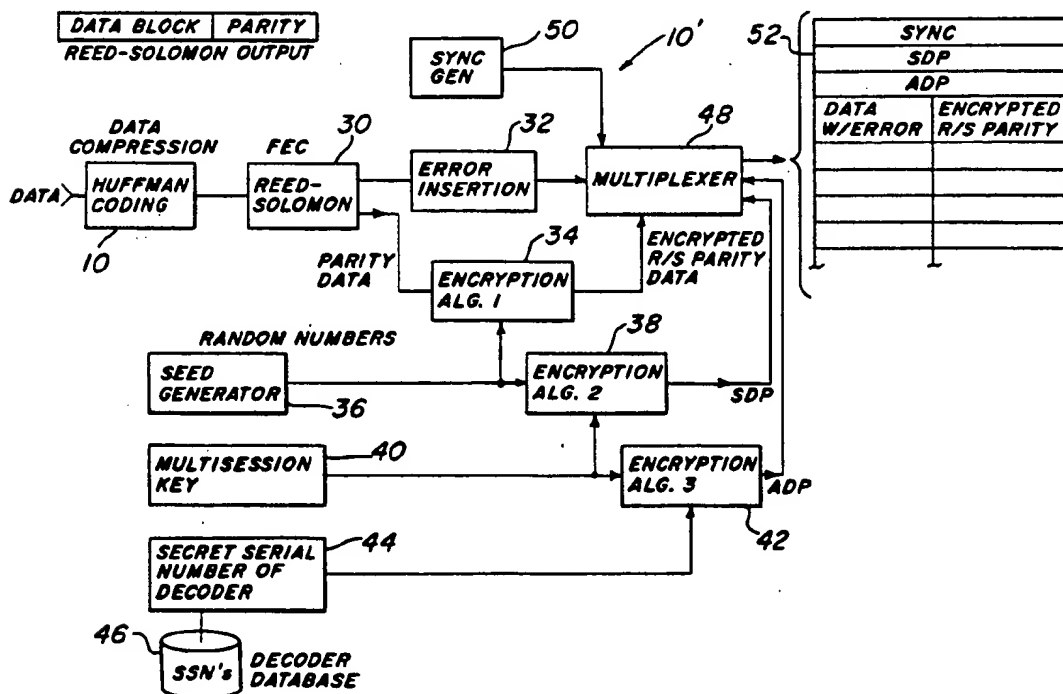 DATA BLOCK PARITY
REED-SOLOMON OUTPUT
50
SYNC
GEN
10'
52
SYNC
SDP
ADP
DATA
W/ERROR
ENCRYPTED
R/S PARITY
DATA
COMPRESSION
FEC
30
32
48
DATA
HUFFMAN
CODING
REED-
SOLOMON
ERROR
INSERTION
MULTIPLEXER
10
34
PARITY
DATA
ENCRYPTION
ALG. 1
ENCRYPTED
R/S PARITY
DATA
RANDOM NUMBERS
38
SEED
GENERATOR
36
ENCRYPTION
ALG. 2
SDP
40
MULTISESSION
KEY
ENCRYPTION
ALG. 3
ADP
42
44
SECRET SERIAL
NUMBER OF
DECODER
46
SSN's
DECODER
DATABASE